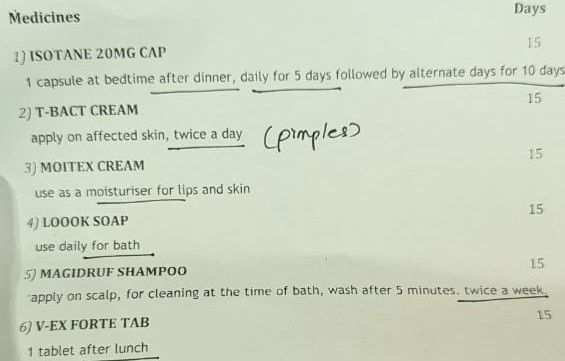 Medicines Days
1) ISOTANE 20MG CAP 15
1 capsule at bedtime after dinner, daily for 5 days followed by alternate days for 10 days
2) T-BACT CREAM 15
apply on affected skin, twice a day (pimples)
3) MOITEX CREAM 15
use as a moisturiser for lips and skin
4) LOOOK SOAP 15
use daily for bath
5) MAGIDRUF SHAMPOO 15
apply on scalp, for cleaning at the time of bath, wash after 5 minutes. twice a week.
6) V-EX FORTE TAB 15
1 tablet after lunch